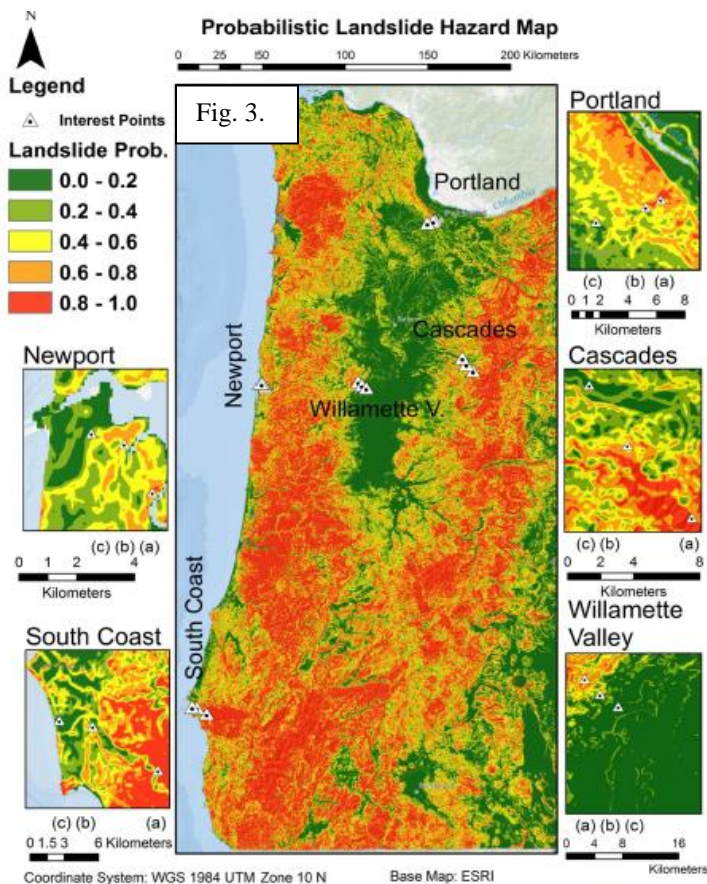 N
Probabilistic Landslide Hazard Map
0 25 50 100 150 200
Kilometers
Legend
Interest Points
Landslide Prob.
0.0 - 0.2
0.2 - 0.4
0.4 - 0.6
0.6 - 0.8
0.8 - 1.0
Fig. 3.
Portland
Columbia
Cascades
Newport
Willamette V.
South Coast
Portland
(c) (b) (a)
0 1 2 4 6 8
Kilometers
Newport
(c) (b) (a)
0 2 4
Kilometers
Cascades
(c) (b) (a)
0 2 4 8
Kilometers
South Coast
(c) (b) (a)
0 1.5 3 6 Kilometers
Willamette
Valley
(a) (b) (c)
0 4 8 16
Kilometers
Coordinate System: WGS 1984 UTM Zone 10 N
Base Map: ESRI